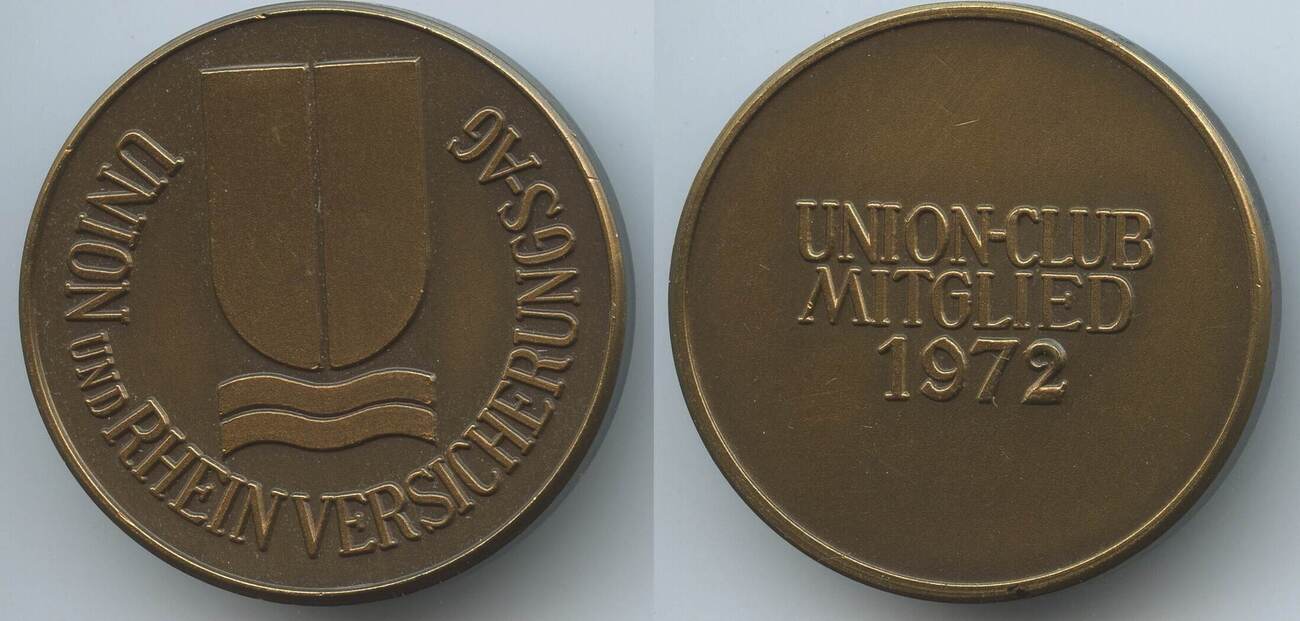 UNION UND RHEIN VERSICHERUNGS-AG
UNION-CLUB
MITGLIED
1972